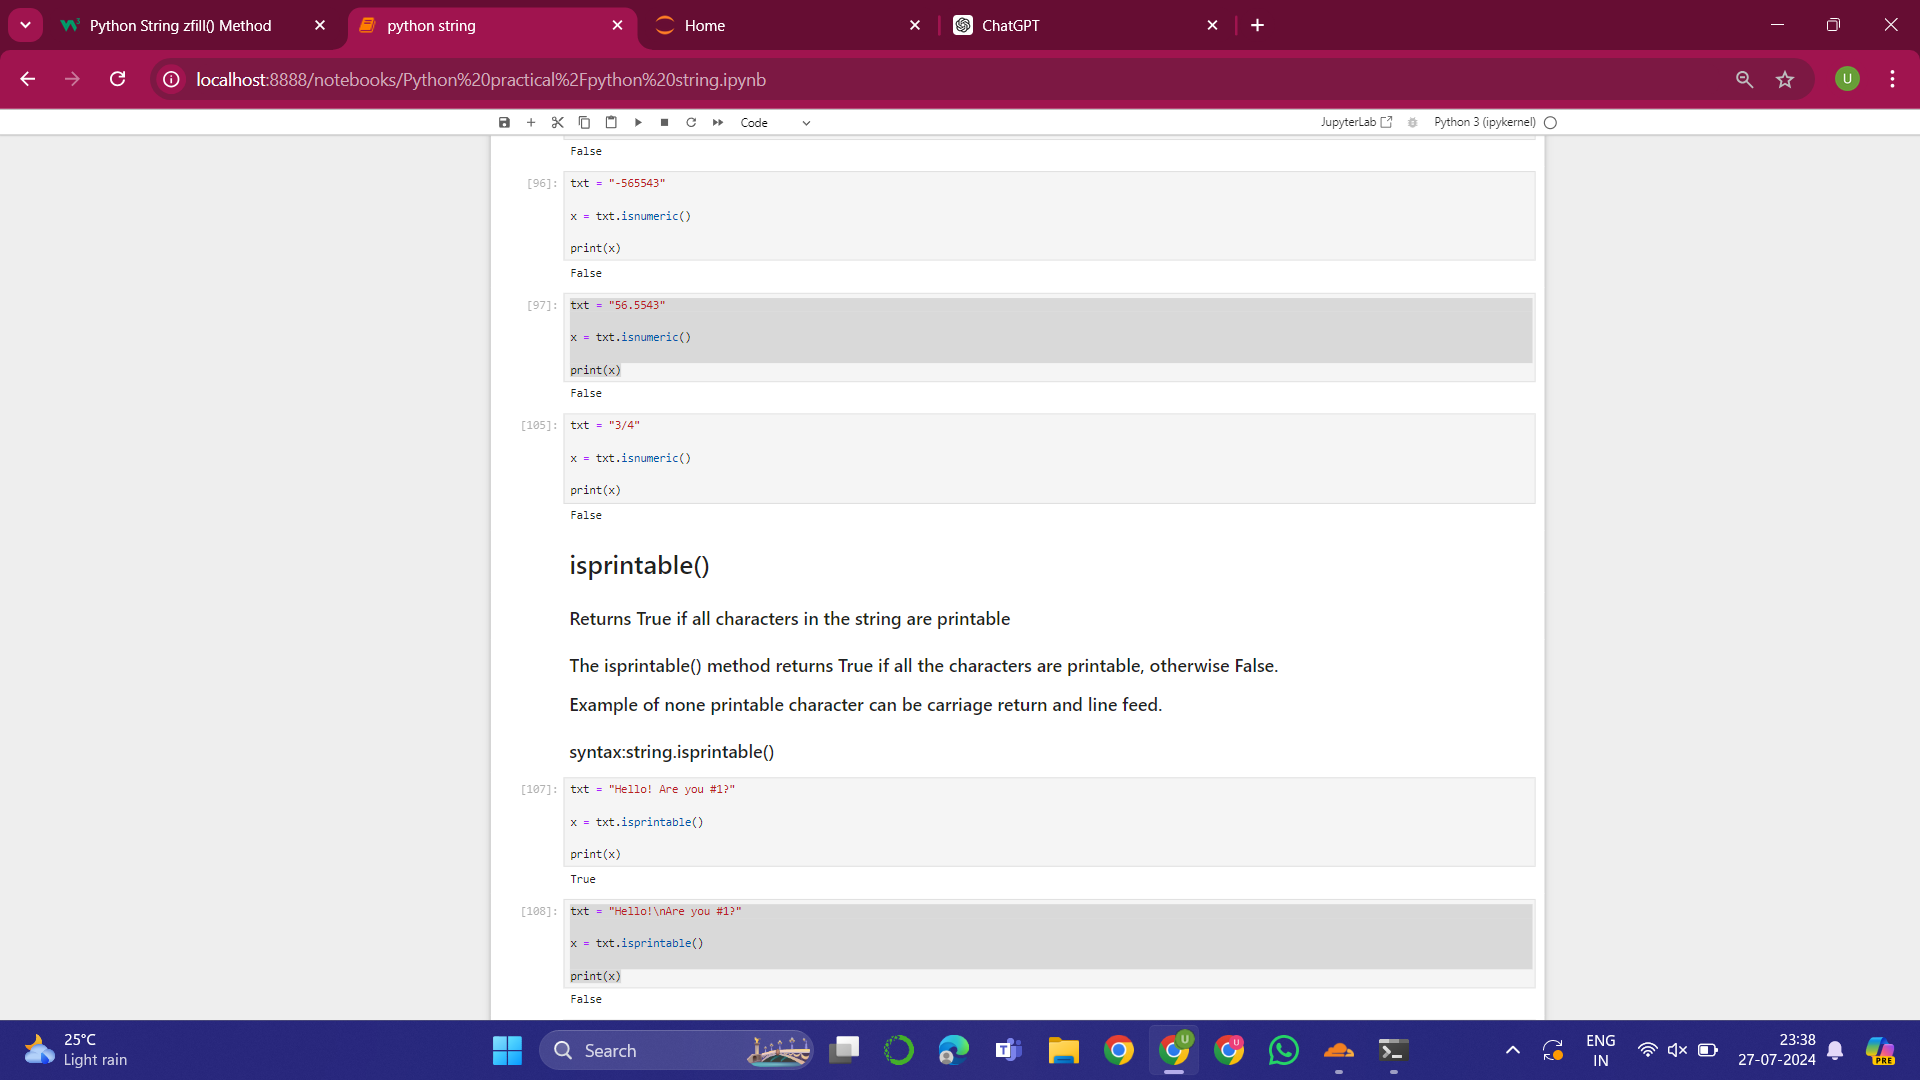 Python String zfill() Method
python string
Home
ChatGPT
localhost:8888/notebooks/Python%20practical%2Fpython%20string.ipynb
U
Code
JupyterLab
Python 3 (ipykernel)
False
[96]: txt = "-565543"
x = txt.isnumeric()
print(x)
False
[97]: txt = "56.5543"
x = txt.isnumeric()
print(x)
False
[105]: txt = "3/4"
x = txt.isnumeric()
print(x)
False
isprintable()
Returns True if all characters in the string are printable
The isprintable() method returns True if all the characters are printable, otherwise False.
Example of none printable character can be carriage return and line feed.
syntax:string.isprintable()
[107]: txt = "Hello! Are you #1?"
x = txt.isprintable()
print(x)
True
[108]: txt = "Hello!\nAre you #1?"
x = txt.isprintable()
print(x)
False
25°C
Light rain
Search
U
U
ENG
IN
23:38
27-07-2024
PRE